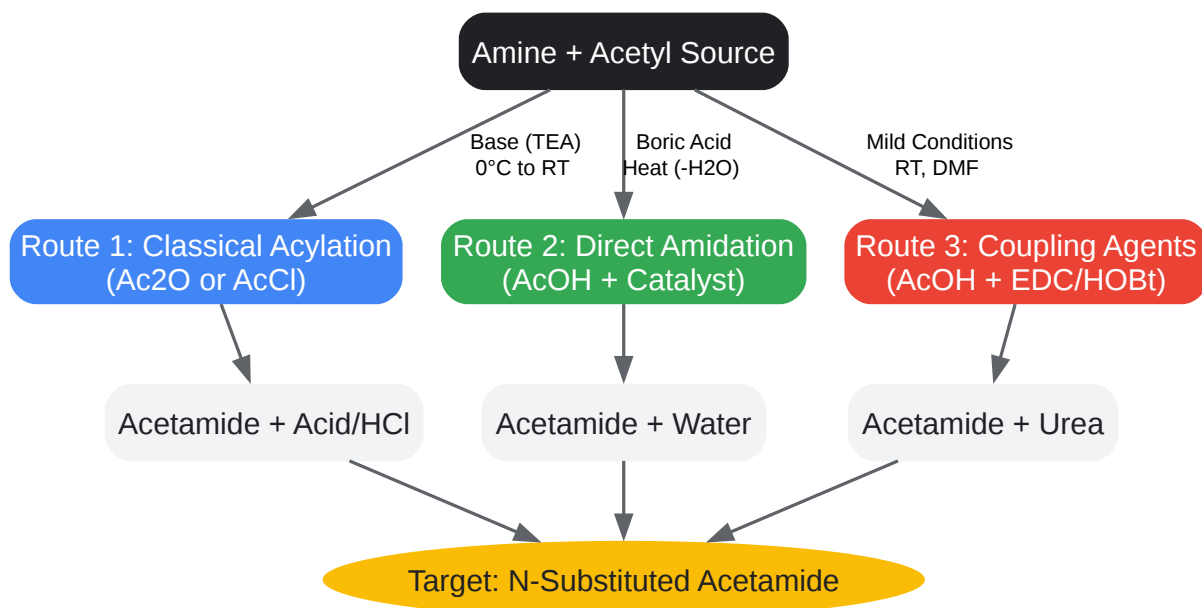 Amine + Acetyl Source
Base (TEA)
0°C to RT
Boric Acid
Heat (-H2O)
Mild Conditions
RT, DMF
Route 1: Classical Acylation
(Ac2O or AcCl)
Route 2: Direct Amidation
(AcOH + Catalyst)
Route 3: Coupling Agents
(AcOH + EDC/HOBt)
Acetamide + Acid/HCl
Acetamide + Water
Acetamide + Urea
Target: N-Substituted Acetamide